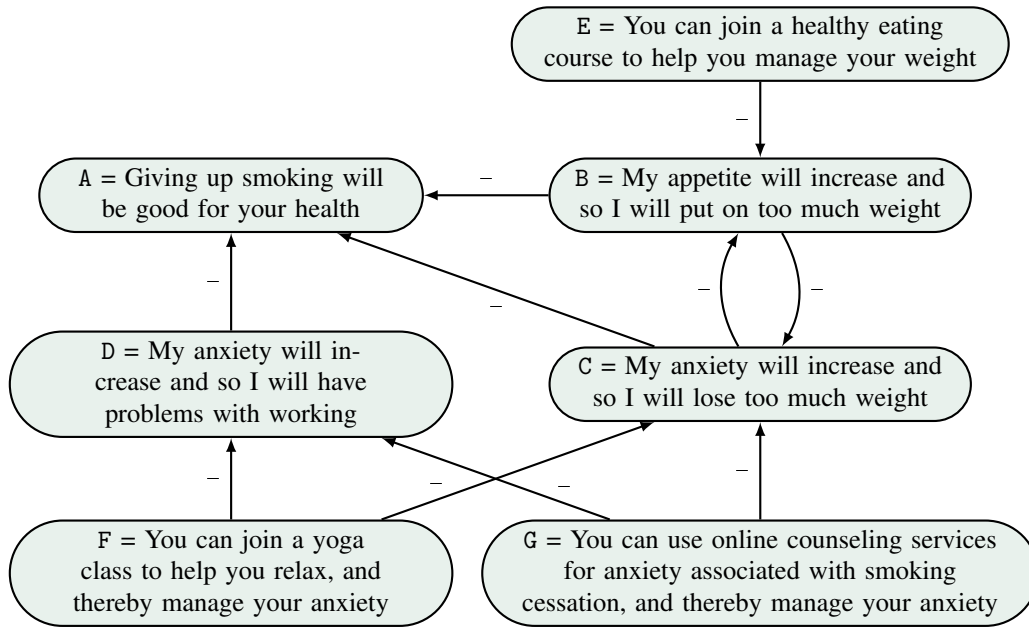 E = You can join a healthy eating
course to help you manage your weight
–
A = Giving up smoking will
be good for your health
–
B = My appetite will increase and
so I will put on too much weight
–
–
–
–
D = My anxiety will in-
crease and so I will have
problems with working
C = My anxiety will increase and
so I will lose too much weight
–
–
–
–
F = You can join a yoga
class to help you relax, and
thereby manage your anxiety
G = You can use online counseling services
for anxiety associated with smoking
cessation, and thereby manage your anxiety